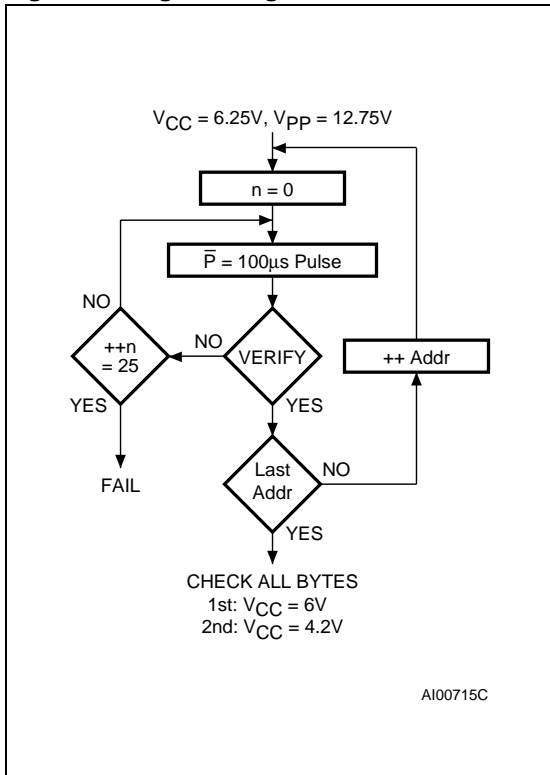 VCC = 6.25V, VPP = 12.75V
n = 0
P̅ = 100μs Pulse
NO
++n
= 25
NO
VERIFY
++ Addr
YES
YES
FAIL
Last
Addr
NO
YES
CHECK ALL BYTES
1st: VCC = 6V
2nd: VCC = 4.2V
AI00715C